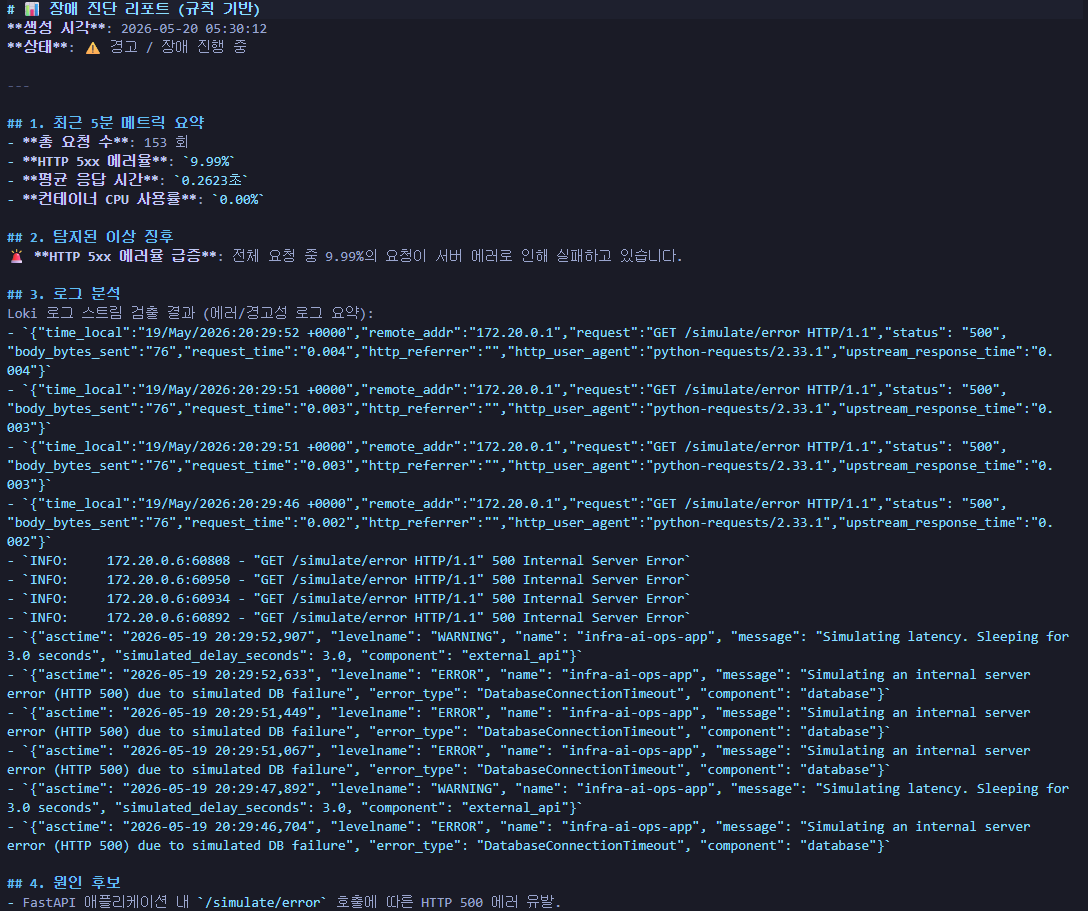 # 📊 장애 진단 리포트 (규칙 기반)
**생성 시각**: 2026-05-20 05:30:12
**상태**: ⚠️ 경고 / 장애 진행 중
---
## 1. 최근 5분 메트릭 요약
- **총 요청 수**: 153 회
- **HTTP 5xx 에러율**: `9.99%`
- **평균 응답 시간**: `0.2623초`
- **컨테이너 CPU 사용률**: `0.00%`
## 2. 탐지된 이상 징후
🚨 **HTTP 5xx 에러율 급증**: 전체 요청 중 9.99%의 요청이 서버 에러로 인해 실패하고 있습니다.
## 3. 로그 분석
Loki 로그 스트림 검출 결과 (에러/경고성 로그 요약):
- `{"time_local":"19/May/2026:20:29:52 +0000","remote_addr":"172.20.0.1","request":"GET /simulate/error HTTP/1.1","status": "500",
"body_bytes_sent":"76","request_time":"0.004","http_referrer":"","http_user_agent":"python-requests/2.33.1","upstream_response_time":"0.
004"}`
- `{"time_local":"19/May/2026:20:29:51 +0000","remote_addr":"172.20.0.1","request":"GET /simulate/error HTTP/1.1","status": "500",
"body_bytes_sent":"76","request_time":"0.003","http_referrer":"","http_user_agent":"python-requests/2.33.1","upstream_response_time":"0.
003"}`
- `{"time_local":"19/May/2026:20:29:51 +0000","remote_addr":"172.20.0.1","request":"GET /simulate/error HTTP/1.1","status": "500",
"body_bytes_sent":"76","request_time":"0.003","http_referrer":"","http_user_agent":"python-requests/2.33.1","upstream_response_time":"0.
003"}`
- `{"time_local":"19/May/2026:20:29:46 +0000","remote_addr":"172.20.0.1","request":"GET /simulate/error HTTP/1.1","status": "500",
"body_bytes_sent":"76","request_time":"0.002","http_referrer":"","http_user_agent":"python-requests/2.33.1","upstream_response_time":"0.
002"}`
- `INFO:     172.20.0.6:60808 - "GET /simulate/error HTTP/1.1" 500 Internal Server Error`
- `INFO:     172.20.0.6:60950 - "GET /simulate/error HTTP/1.1" 500 Internal Server Error`
- `INFO:     172.20.0.6:60934 - "GET /simulate/error HTTP/1.1" 500 Internal Server Error`
- `INFO:     172.20.0.6:60892 - "GET /simulate/error HTTP/1.1" 500 Internal Server Error`
- `{"asctime": "2026-05-19 20:29:52,907", "levelname": "WARNING", "name": "infra-ai-ops-app", "message": "Simulating latency. Sleeping for
3.0 seconds", "simulated_delay_seconds": 3.0, "component": "external_api"}`
- `{"asctime": "2026-05-19 20:29:52,633", "levelname": "ERROR", "name": "infra-ai-ops-app", "message": "Simulating an internal server
error (HTTP 500) due to simulated DB failure", "error_type": "DatabaseConnectionTimeout", "component": "database"}`
- `{"asctime": "2026-05-19 20:29:51,449", "levelname": "ERROR", "name": "infra-ai-ops-app", "message": "Simulating an internal server
error (HTTP 500) due to simulated DB failure", "error_type": "DatabaseConnectionTimeout", "component": "database"}`
- `{"asctime": "2026-05-19 20:29:51,067", "levelname": "ERROR", "name": "infra-ai-ops-app", "message": "Simulating an internal server
error (HTTP 500) due to simulated DB failure", "error_type": "DatabaseConnectionTimeout", "component": "database"}`
- `{"asctime": "2026-05-19 20:29:47,892", "levelname": "WARNING", "name": "infra-ai-ops-app", "message": "Simulating latency. Sleeping for
3.0 seconds", "simulated_delay_seconds": 3.0, "component": "external_api"}`
- `{"asctime": "2026-05-19 20:29:46,704", "levelname": "ERROR", "name": "infra-ai-ops-app", "message": "Simulating an internal server
error (HTTP 500) due to simulated DB failure", "error_type": "DatabaseConnectionTimeout", "component": "database"}`
## 4. 원인 후보
- FastAPI 애플리케이션 내 `/simulate/error` 호출에 따른 HTTP 500 에러 유발.